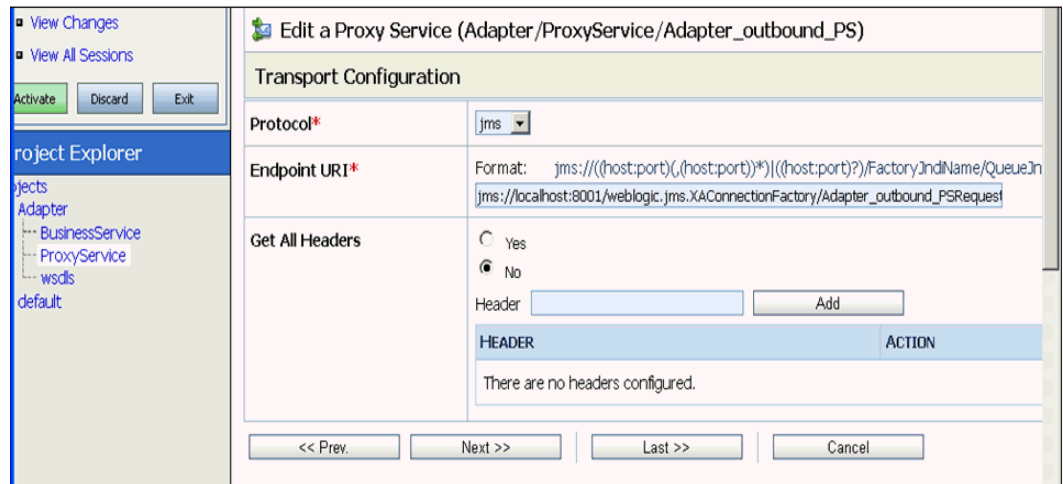 View Changes
View All Sessions
Activate Discard Exit
roject Explorer
ojects
Adapter
BusinessService
ProxyService
wsdls
default
Edit a Proxy Service (Adapter/ProxyService/Adapter_outbound_PS)
Transport Configuration
Protocol* jms
Endpoint URI* Format: jms://((host:port)(,(host:port))*)|((host:port)?)/FactoryJndiName/QueueJn
jms://localhost:8001/weblogic.jms.XAConnectionFactory/Adapter_outbound_PSRequest
Get All Headers Yes
No
Header Add
HEADER ACTION
There are no headers configured.
<< Prev. Next >> Last >> Cancel